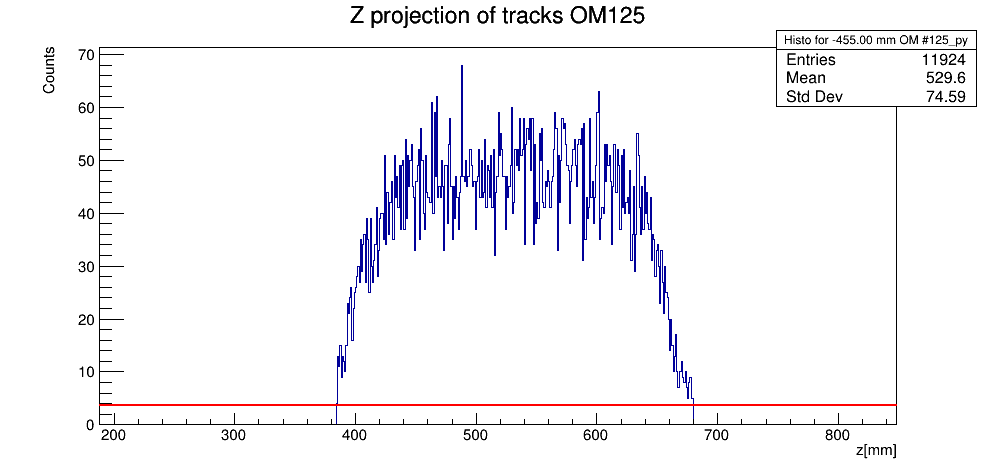 Z projection of tracks OM125
Histo for -455.00 mm OM #125_py
Entries 11924
Mean 529.6
Std Dev 74.59
Counts
70
60
50
40
30
20
10
0
200 300 400 500 600 700 800
z[mm]